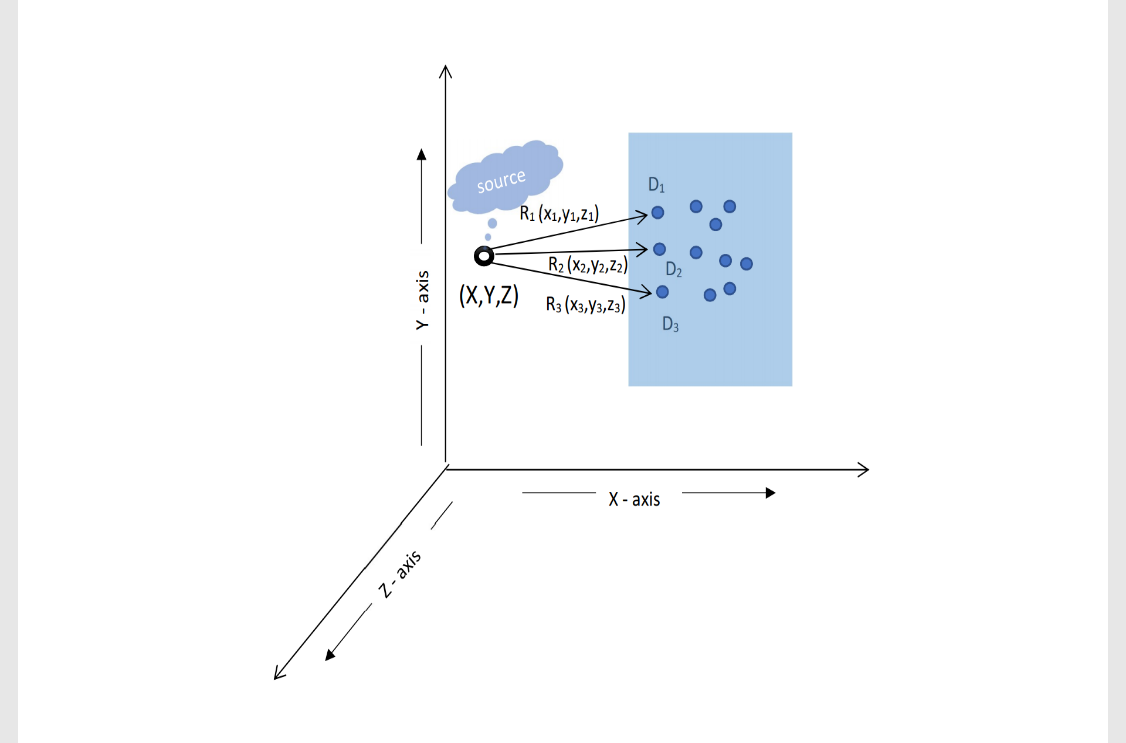 source
D₁
R₁ (x₁,y₁,z₁)
R₂ (x₂,y₂,z₂)
D₂
(X,Y,Z)
R₃ (x₃,y₃,z₃)
D₃
Y - axis
X - axis
Z - axis